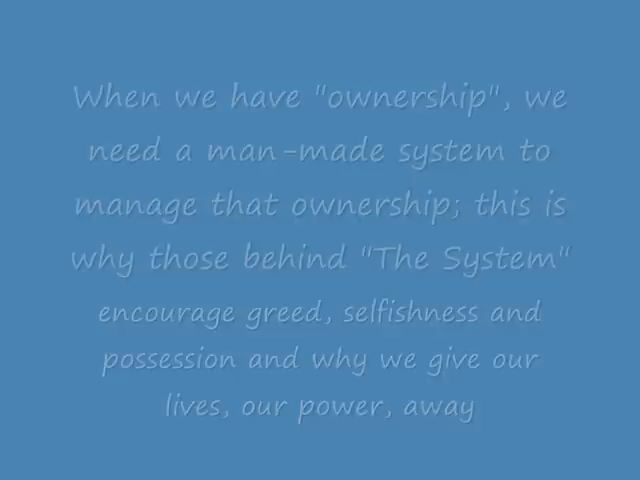 When we have "ownership", we
need a man-made system to
manage that ownership; this is
why those behind "The System"
encourage greed, selfishness and
possession and why we give our
lives, our power, away